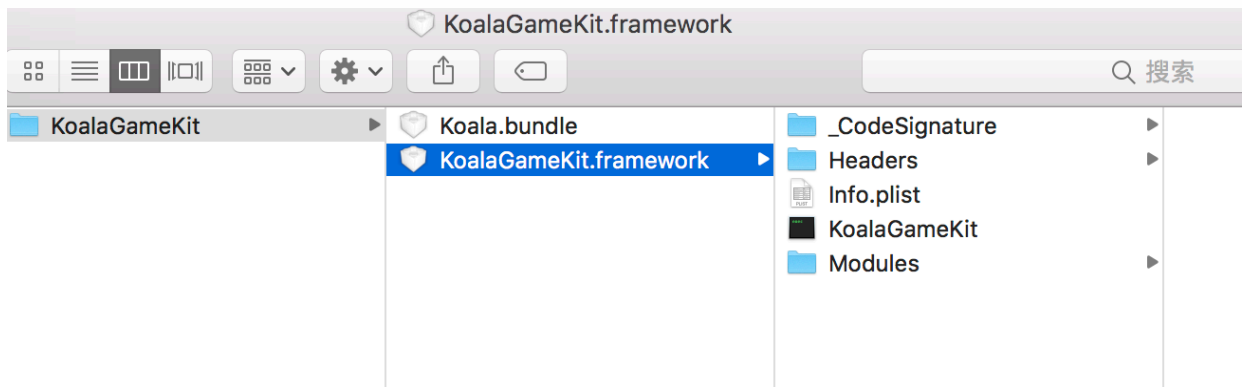 KoalaGameKit.framework
搜索
KoalaGameKit
Koala.bundle
KoalaGameKit.framework
_CodeSignature
Headers
Info.plist
KoalaGameKit
Modules